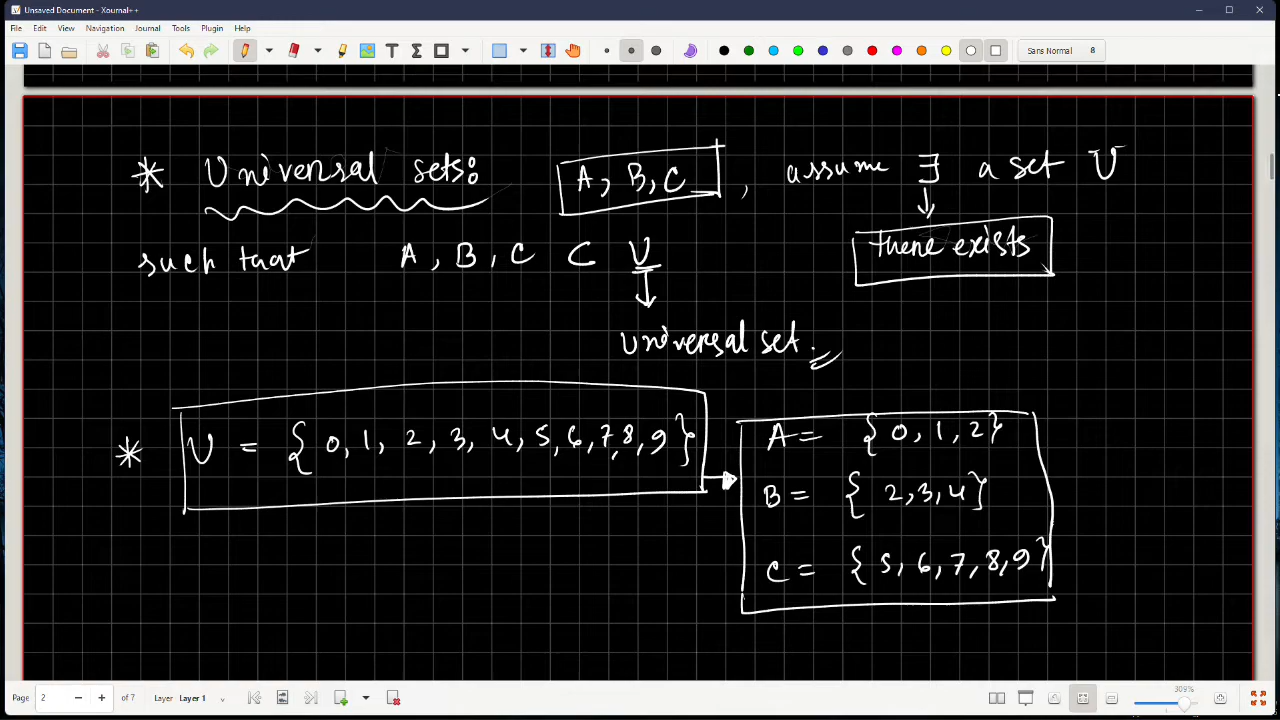 Unsaved Document - Xournal++
File Edit View Navigation Journal Tools Plugin Help
Sans Normal 8
* Universal sets: A, B, C , assume ∃ a set U
such that A, B, C ⊂ U there exists
universal set.
* U = { 0, 1, 2, 3, 4, 5, 6, 7, 8, 9 } A = { 0, 1, 2 }
B = { 2, 3, 4 }
C = { 5, 6, 7, 8, 9 }
Page 2 of 7 Layer Layer 1 309%